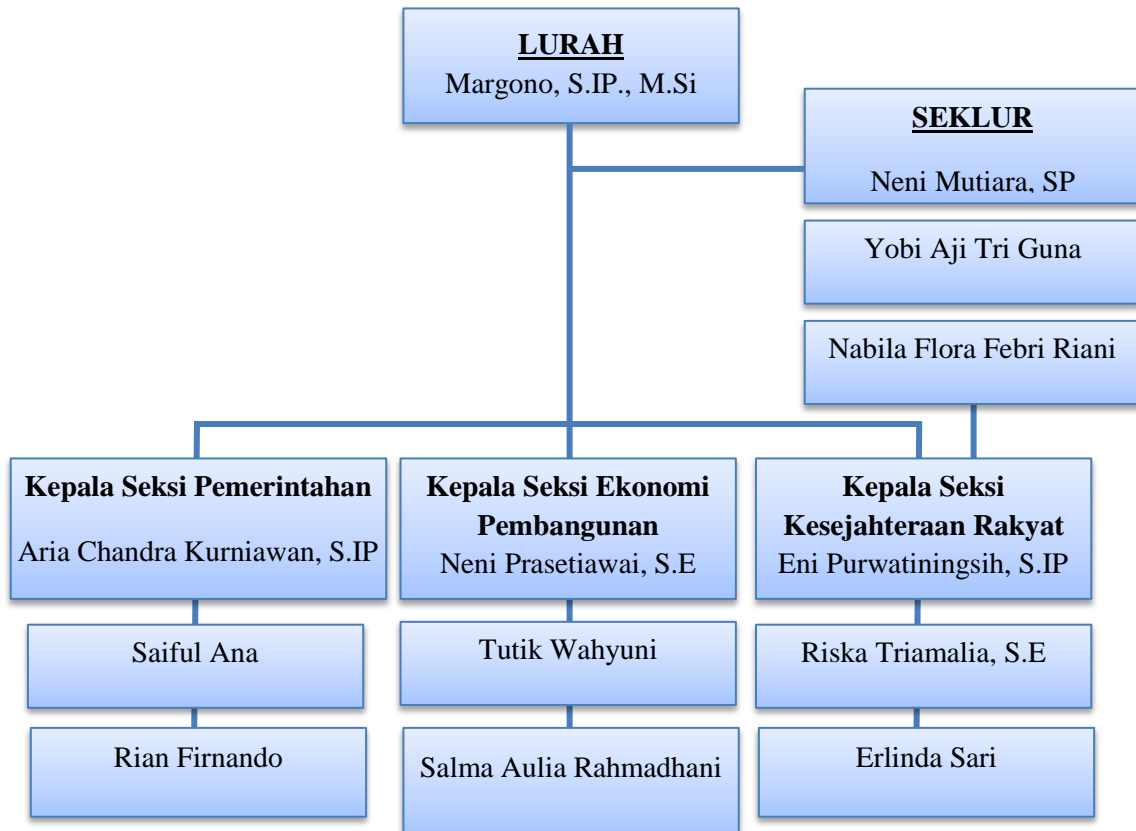 LURAH
Margono, S.IP., M.Si
SEKLUR
Neni Mutiara, SP
Yobi Aji Tri Guna
Nabila Flora Febri Riani
Kepala Seksi Pemerintahan
Aria Chandra Kurniawan, S.IP
Kepala Seksi Ekonomi
Pembangunan
Neni Prasetiawai, S.E
Kepala Seksi
Kesejahteraan Rakyat
Eni Purwatiningsih, S.IP
Saiful Ana
Tutik Wahyuni
Riska Triamalia, S.E
Rian Firnando
Salma Aulia Rahmadhani
Erlinda Sari